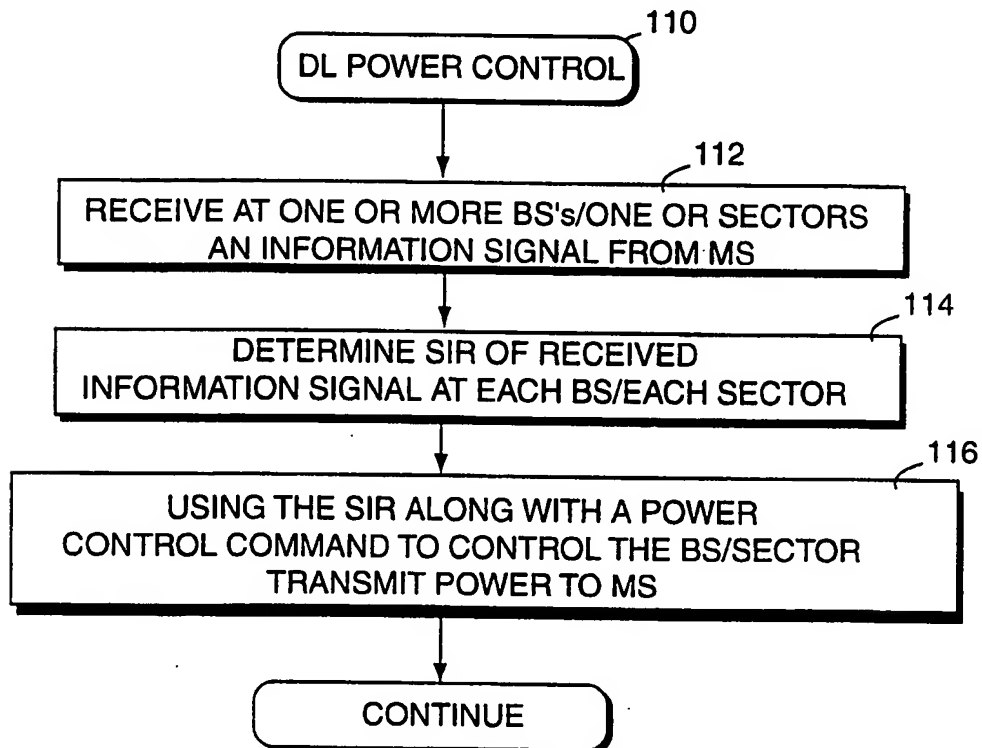 110
DL POWER CONTROL
112
RECEIVE AT ONE OR MORE BS's/ONE OR SECTORS
AN INFORMATION SIGNAL FROM MS
114
DETERMINE SIR OF RECEIVED
INFORMATION SIGNAL AT EACH BS/EACH SECTOR
116
USING THE SIR ALONG WITH A POWER
CONTROL COMMAND TO CONTROL THE BS/SECTOR
TRANSMIT POWER TO MS
CONTINUE